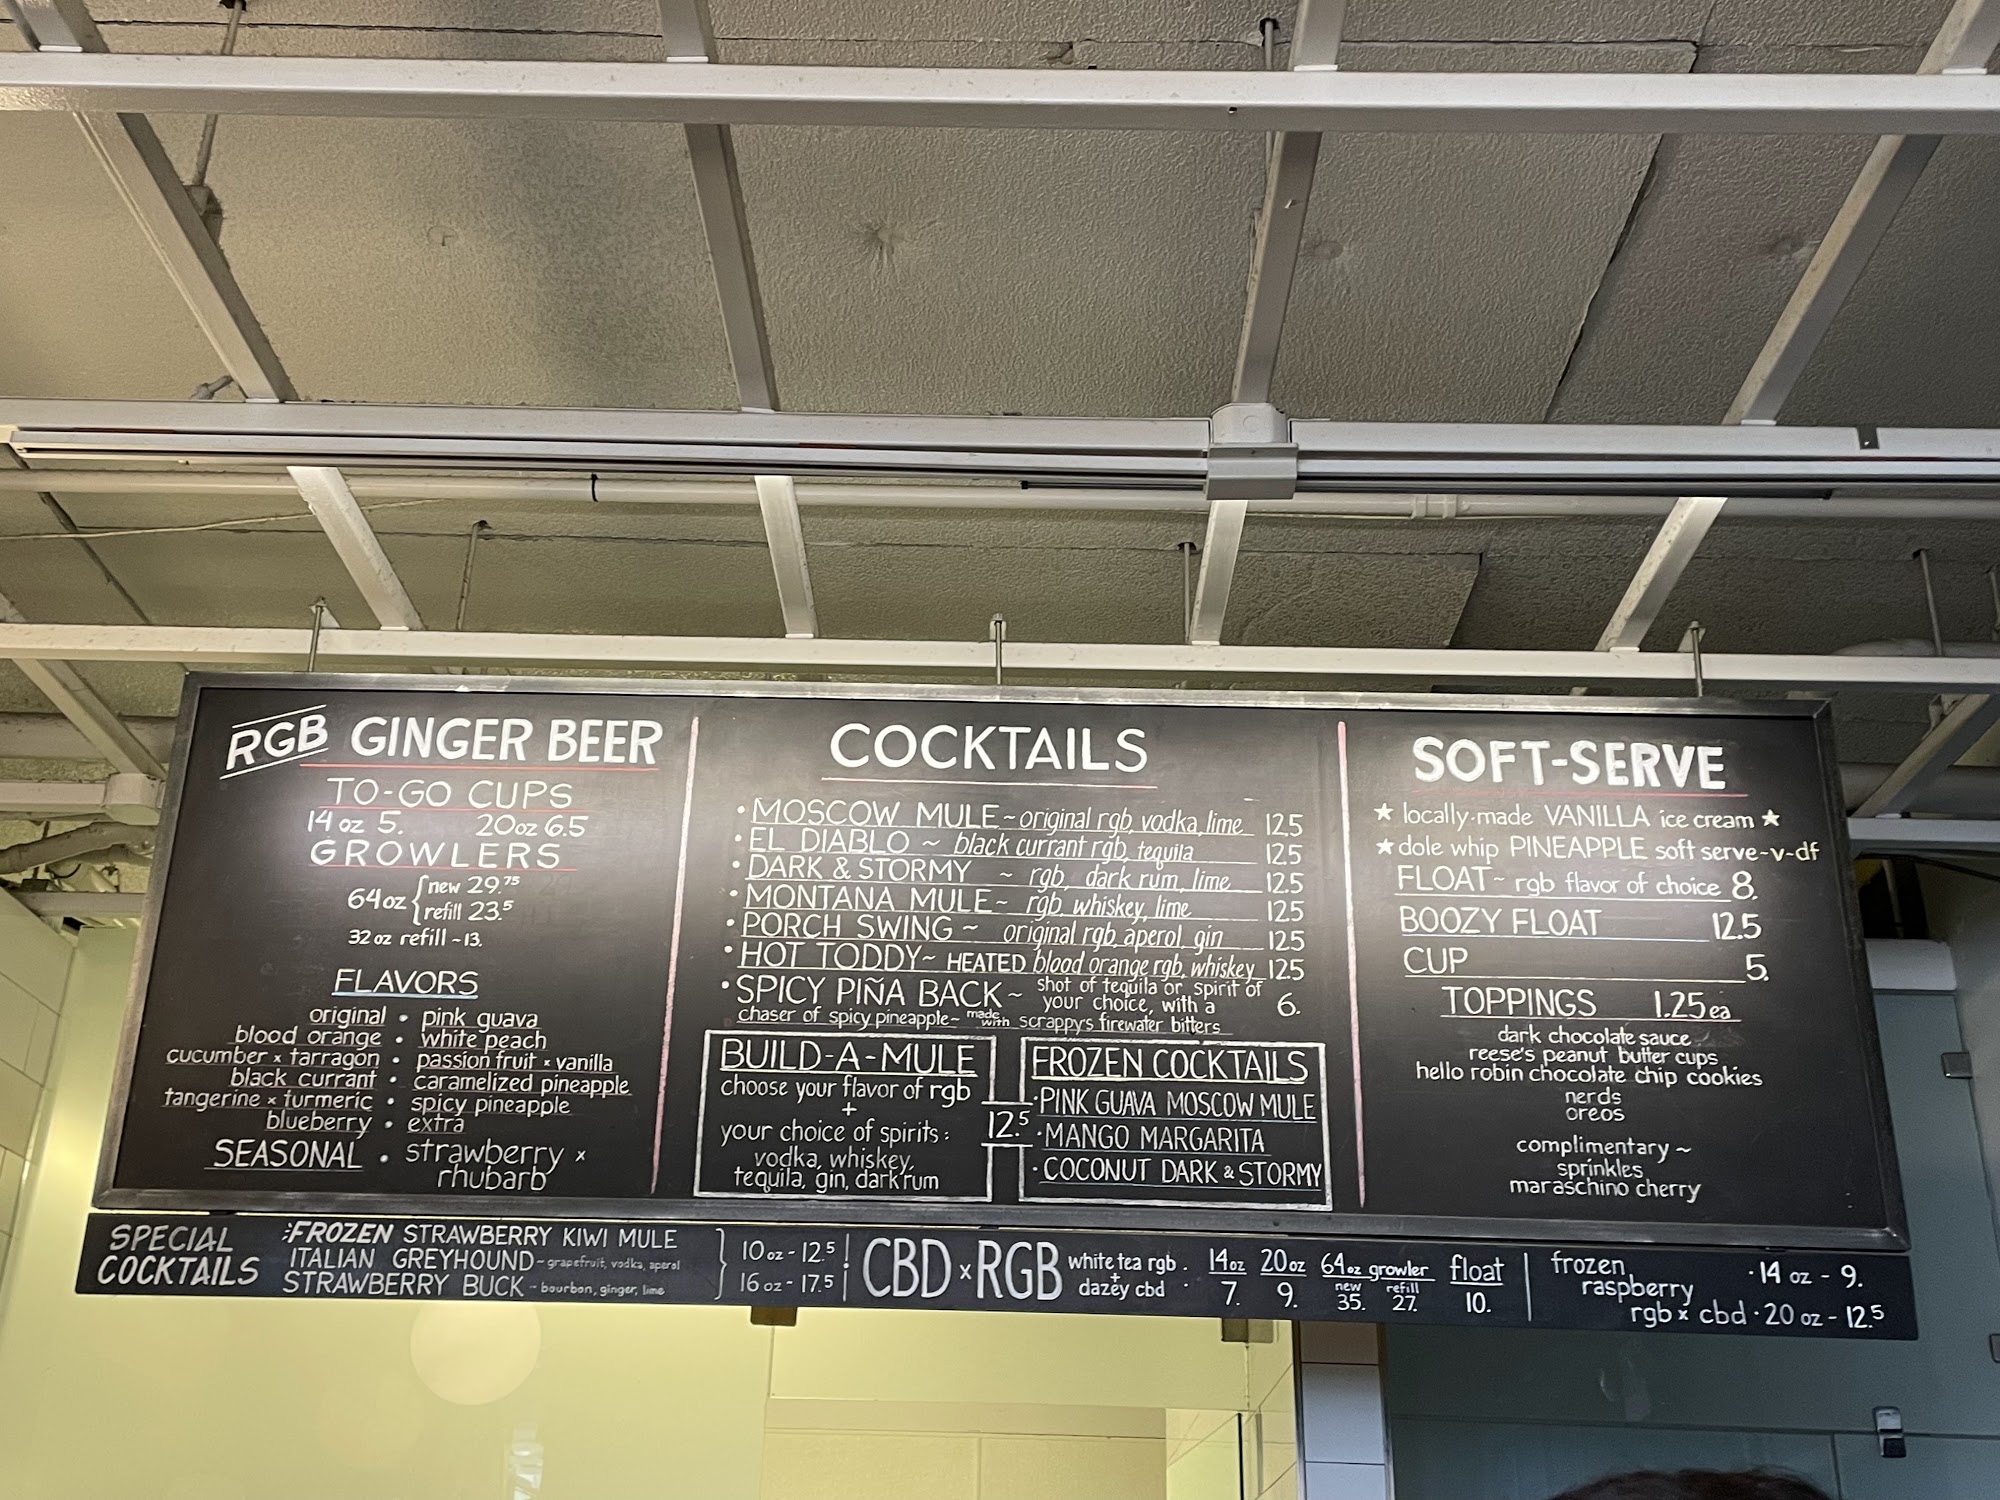 RGB GINGER BEER
TO-GO CUPS
14 oz 5. 20oz 6.5
GROWLERS
64oz { new 29.75
refill 23.5
32 oz refill ~ 13.
FLAVORS
original • pink guava
blood orange • white peach
cucumber x tarragon • passion fruit x vanilla
black currant • caramelized pineapple
tangerine x turmeric • spicy pineapple
blueberry • extra
SEASONAL • strawberry x
rhubarb
COCKTAILS
• MOSCOW MULE ~ original rgb, vodka, lime 12.5
• EL DIABLO ~ black currant rgb, tequila 12.5
• DARK & STORMY ~ rgb, dark rum, lime 12.5
• MONTANA MULE ~ rgb, whiskey, lime 12.5
• PORCH SWING ~ original rgb, aperol, gin 12.5
• HOT TODDY ~ HEATED blood orange rgb, whiskey 12.5
• SPICY PIÑA BACK ~ shot of tequila or spirit of
your choice, with a 6.
chaser of spicy pineapple ~ made with scrappy's firewater bitters
BUILD-A-MULE
choose your flavor of rgb
+
your choice of spirits:
vodka, whiskey,
tequila, gin, dark rum
12.5
FROZEN COCKTAILS
· PINK GUAVA MOSCOW MULE
· MANGO MARGARITA
· COCONUT DARK & STORMY
SOFT-SERVE
★ locally-made VANILLA ice cream ★
★ dole whip PINEAPPLE soft serve-v-df
FLOAT ~ rgb flavor of choice 8.
BOOZY FLOAT 12.5
CUP 5.
TOPPINGS 1.25 ea
dark chocolate sauce
reese's peanut butter cups
hello robin chocolate chip cookies
nerds
oreos
complimentary ~
sprinkles
maraschino cherry
SPECIAL
COCKTAILS
FROZEN STRAWBERRY KIWI MULE
ITALIAN GREYHOUND - grapefruit, vodka, aperol
STRAWBERRY BUCK - bourbon, ginger, lime
10 oz - 12.5
16 oz - 17.5
CBD x RGB
white tea rgb
+
dazey cbd
14oz 20oz 64oz growler float
new refill
7. 9. 35. 27. 10.
frozen
raspberry · 14 oz - 9.
rgb x cbd · 20 oz - 12.5